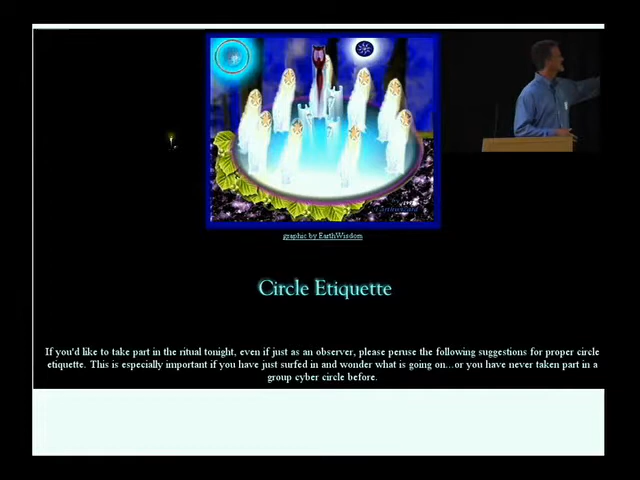 graphic by EarthWisdom
Circle Etiquette
If you'd like to take part in the ritual tonight, even if just as an observer, please peruse the following suggestions for proper circle
etiquette. This is especially important if you have just surfed in and wonder what is going on...or you have never taken part in a
group cyber circle before.